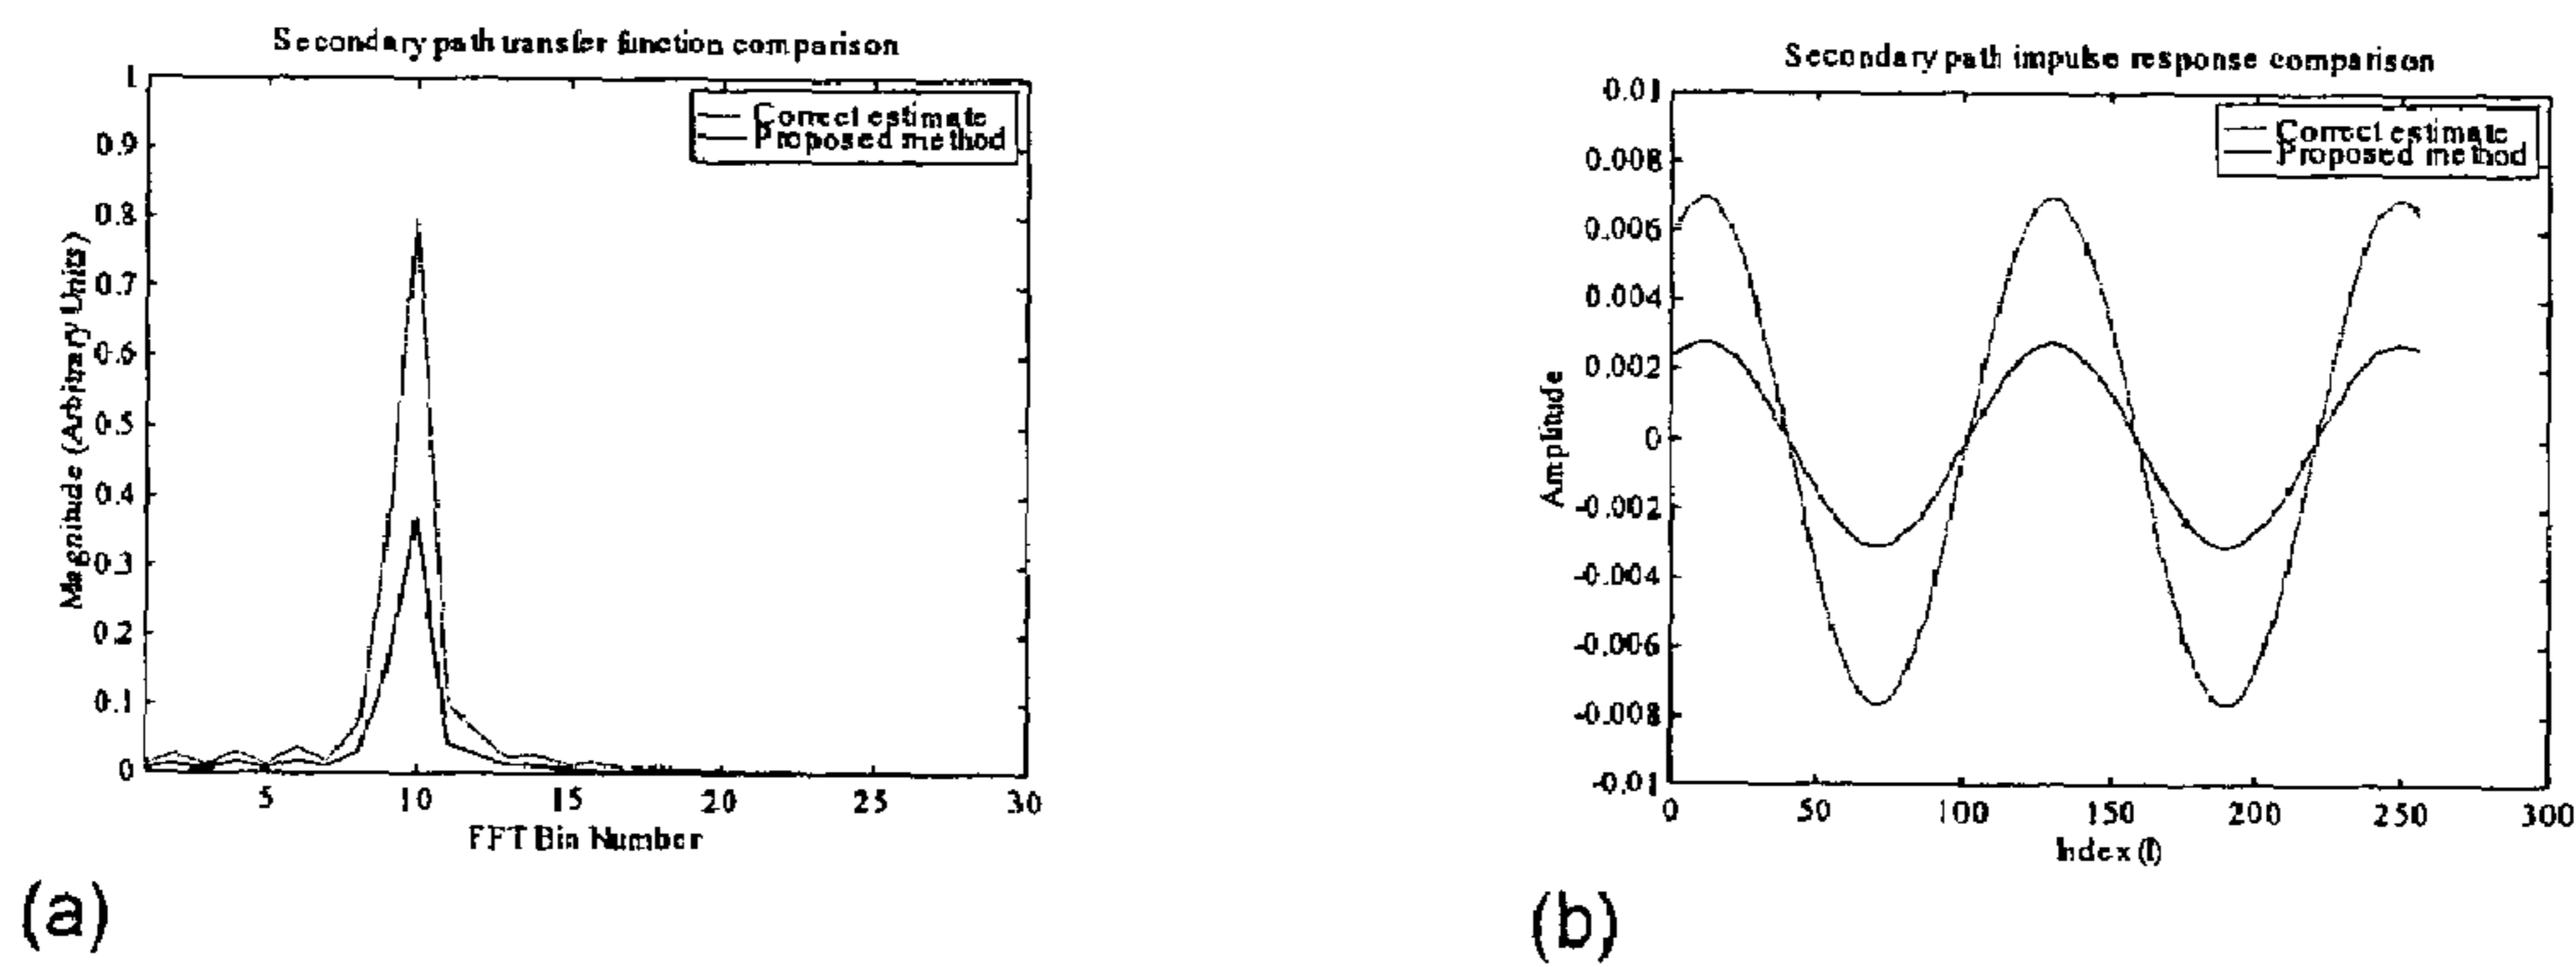 Secondary path transfer function comparison
1
0.9
0.8
0.7
0.6
0.5
0.4
0.3
0.2
0.1
0
Magnitude (Arbitrary Units)
Correct estimate
Proposed method
5 10 15 20 25 30
FFT Bin Number
(a)
Secondary path impulse response comparison
0.01
0.008
0.006
0.004
0.002
0
-0.002
-0.004
-0.006
-0.008
-0.01
Amplitude
Correct estimate
Proposed method
0 50 100 150 200 250 300
Index (l)
(b)